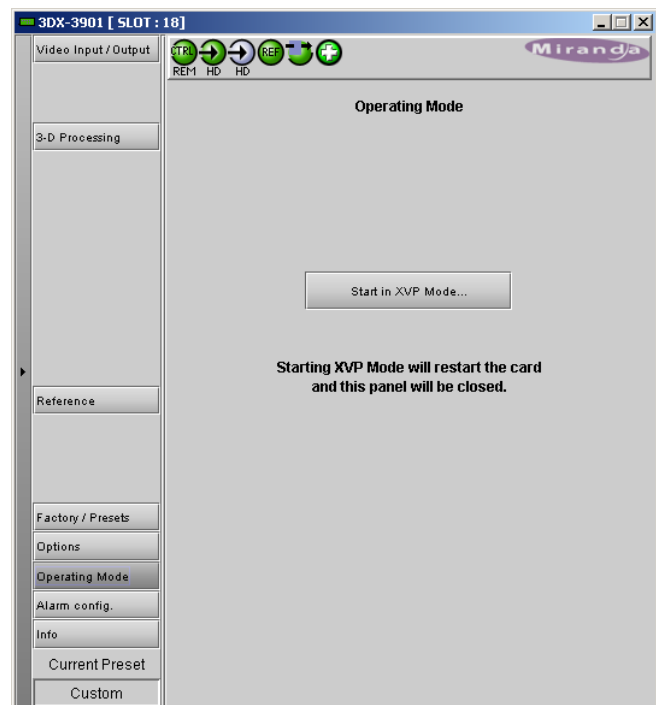 3DX-3901 [ SLOT : 18]
Video Input / Output
CTRL
REF
REM HD HD
Miranda
Operating Mode
3-D Processing
Start in XVP Mode...
Starting XVP Mode will restart the card
and this panel will be closed.
Reference
Factory / Presets
Options
Operating Mode
Alarm config.
Info
Current Preset
Custom